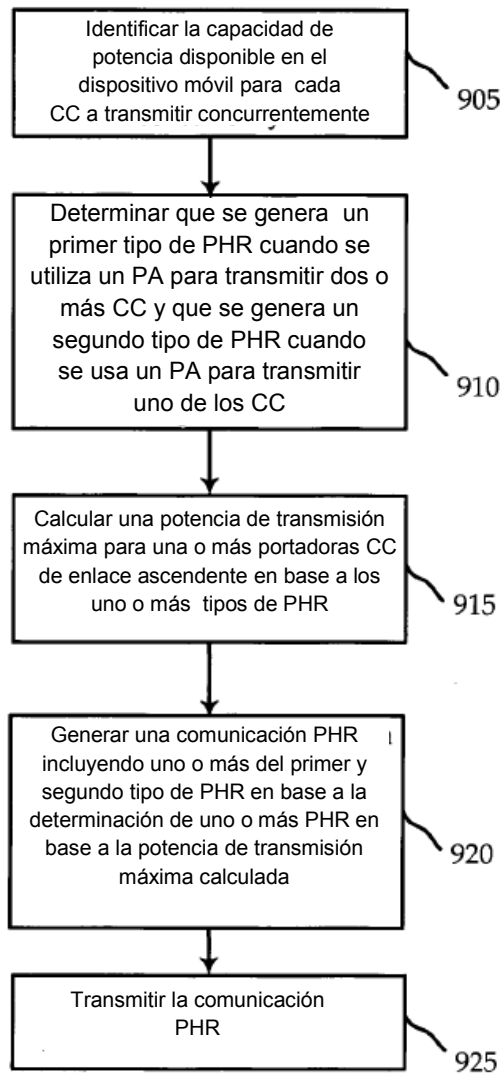 Identificar la capacidad de
potencia disponible en el
dispositivo móvil para cada
CC a transmitir concurrentemente
905
Determinar que se genera un
primer tipo de PHR cuando se
utiliza un PA para transmitir dos o
más CC y que se genera un
segundo tipo de PHR cuando
se usa un PA para transmitir
uno de los CC
910
Calcular una potencia de transmisión
máxima para una o más portadoras CC
de enlace ascendente en base a los
uno o más tipos de PHR
915
Generar una comunicación PHR
incluyendo uno o más del primer y
segundo tipo de PHR en base a la
determinación de uno o más PHR en
base a la potencia de transmisión
máxima calculada
920
Transmitir la comunicación
PHR
925